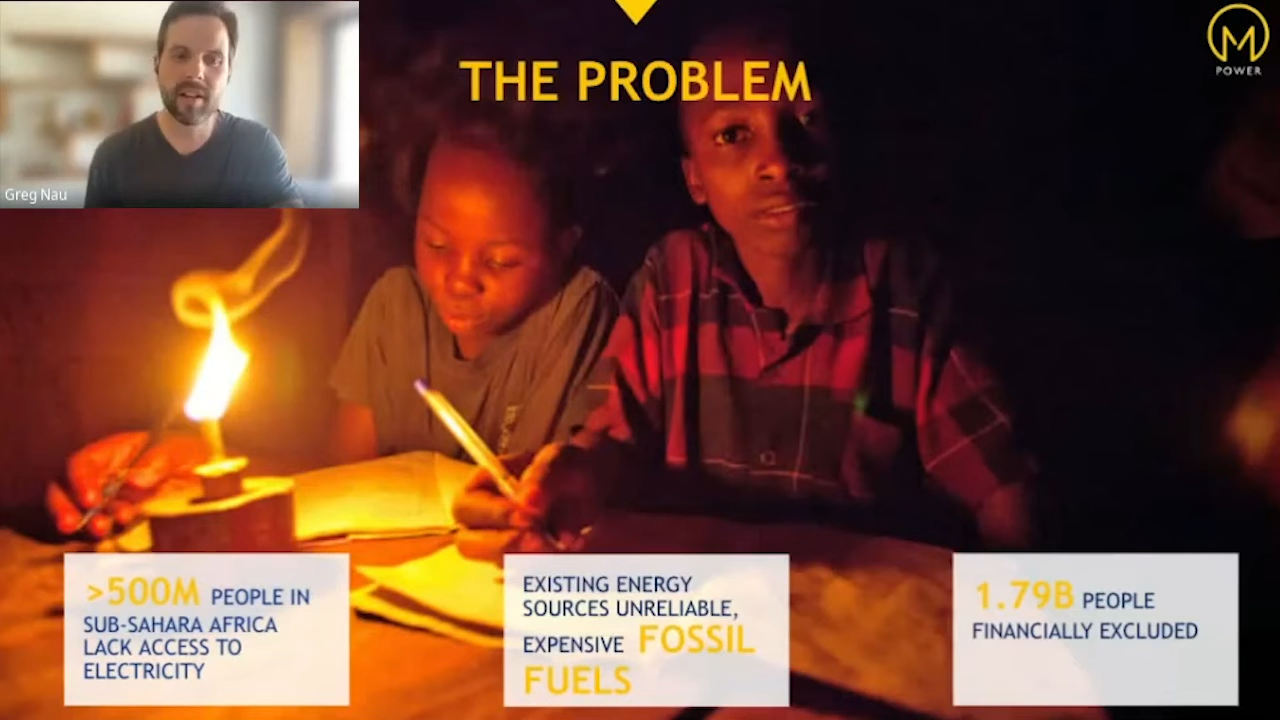 THE PROBLEM
M
POWER
Greg Nau
>500M PEOPLE IN
SUB-SAHARA AFRICA
LACK ACCESS TO
ELECTRICITY
EXISTING ENERGY
SOURCES UNRELIABLE,
EXPENSIVE FOSSIL
FUELS
1.79B PEOPLE
FINANCIALLY EXCLUDED